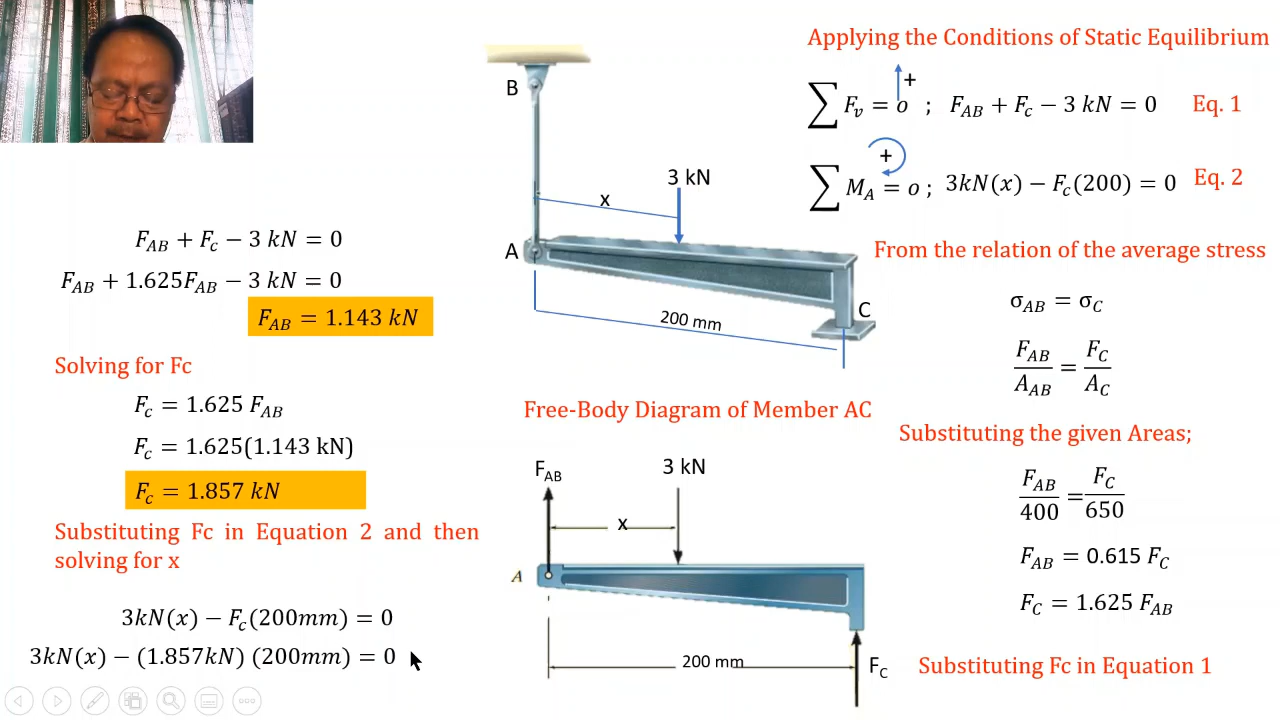 Applying the Conditions of Static Equilibrium
∑ F_v = o ; F_AB + F_c − 3 kN = 0 Eq. 1
+
∑ M_A = o ; 3kN(x) − F_c(200) = 0 Eq. 2
+
From the relation of the average stress
σ_AB = σ_C
F_AB / A_AB = F_C / A_C
Substituting the given Areas;
F_AB / 400 = F_C / 650
F_AB = 0.615 F_C
F_C = 1.625 F_AB
Substituting Fc in Equation 1
B
3 kN
x
A
C
200 mm
Free-Body Diagram of Member AC
F_AB
3 kN
x
A
200 mm
F_C
F_AB + F_c − 3 kN = 0
F_AB + 1.625F_AB − 3 kN = 0
F_AB = 1.143 kN
Solving for Fc
F_c = 1.625 F_AB
F_c = 1.625(1.143 kN)
F_c = 1.857 kN
Substituting Fc in Equation 2 and then
solving for x
3kN(x) − F_c(200mm) = 0
3kN(x) − (1.857kN) (200mm) = 0